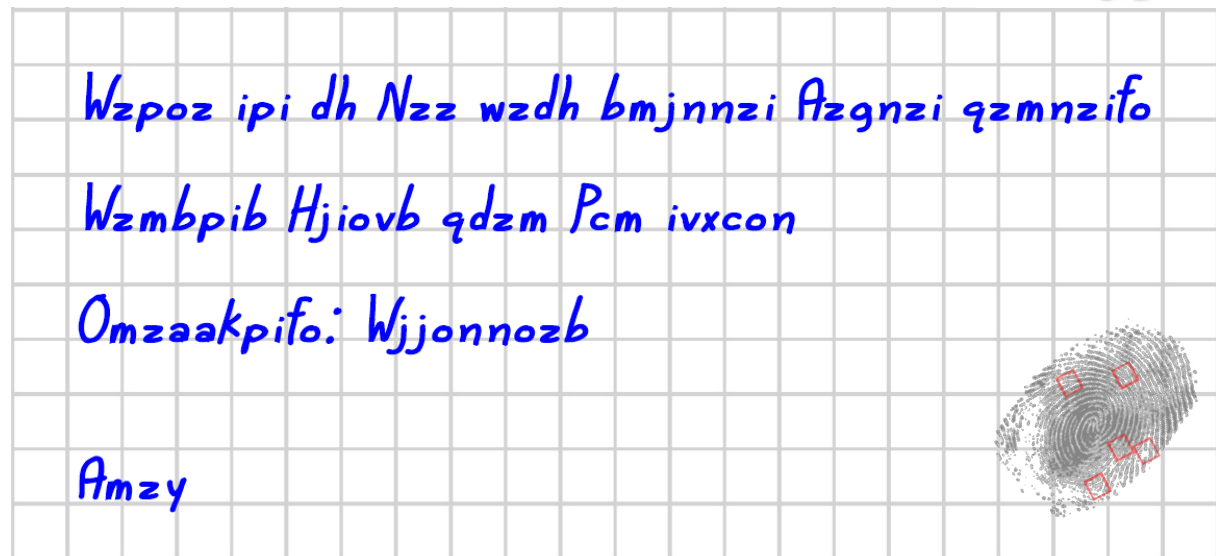 Wzpoz ipi dh Nzz wzdh bmjnnzi Azgnzi qzmnzifo
Wzmbpib Hjiovb qdzm Pcm ivxcon
Omzaakpifo: Wjjonnozb
Amzy